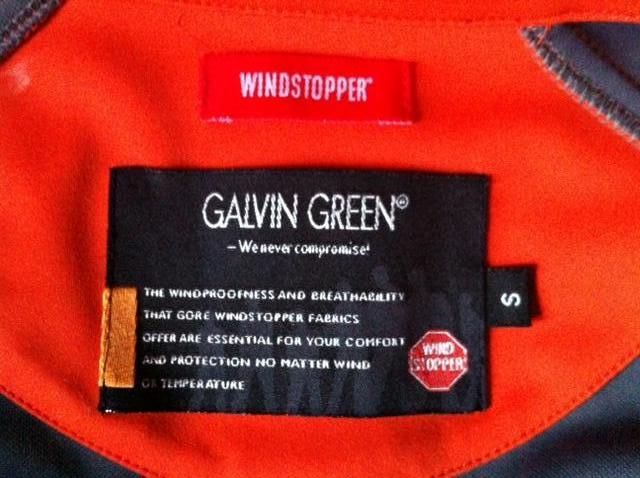 WINDSTOPPER®
GALVIN GREEN®
– We never compromise!
THE WINDPROOFNESS AND BREATHABILITY
THAT GORE WINDSTOPPER FABRICS
OFFER ARE ESSENTIAL FOR YOUR COMFORT
AND PROTECTION NO MATTER WIND
OR TEMPERATURE
WIND
STOPPER
S